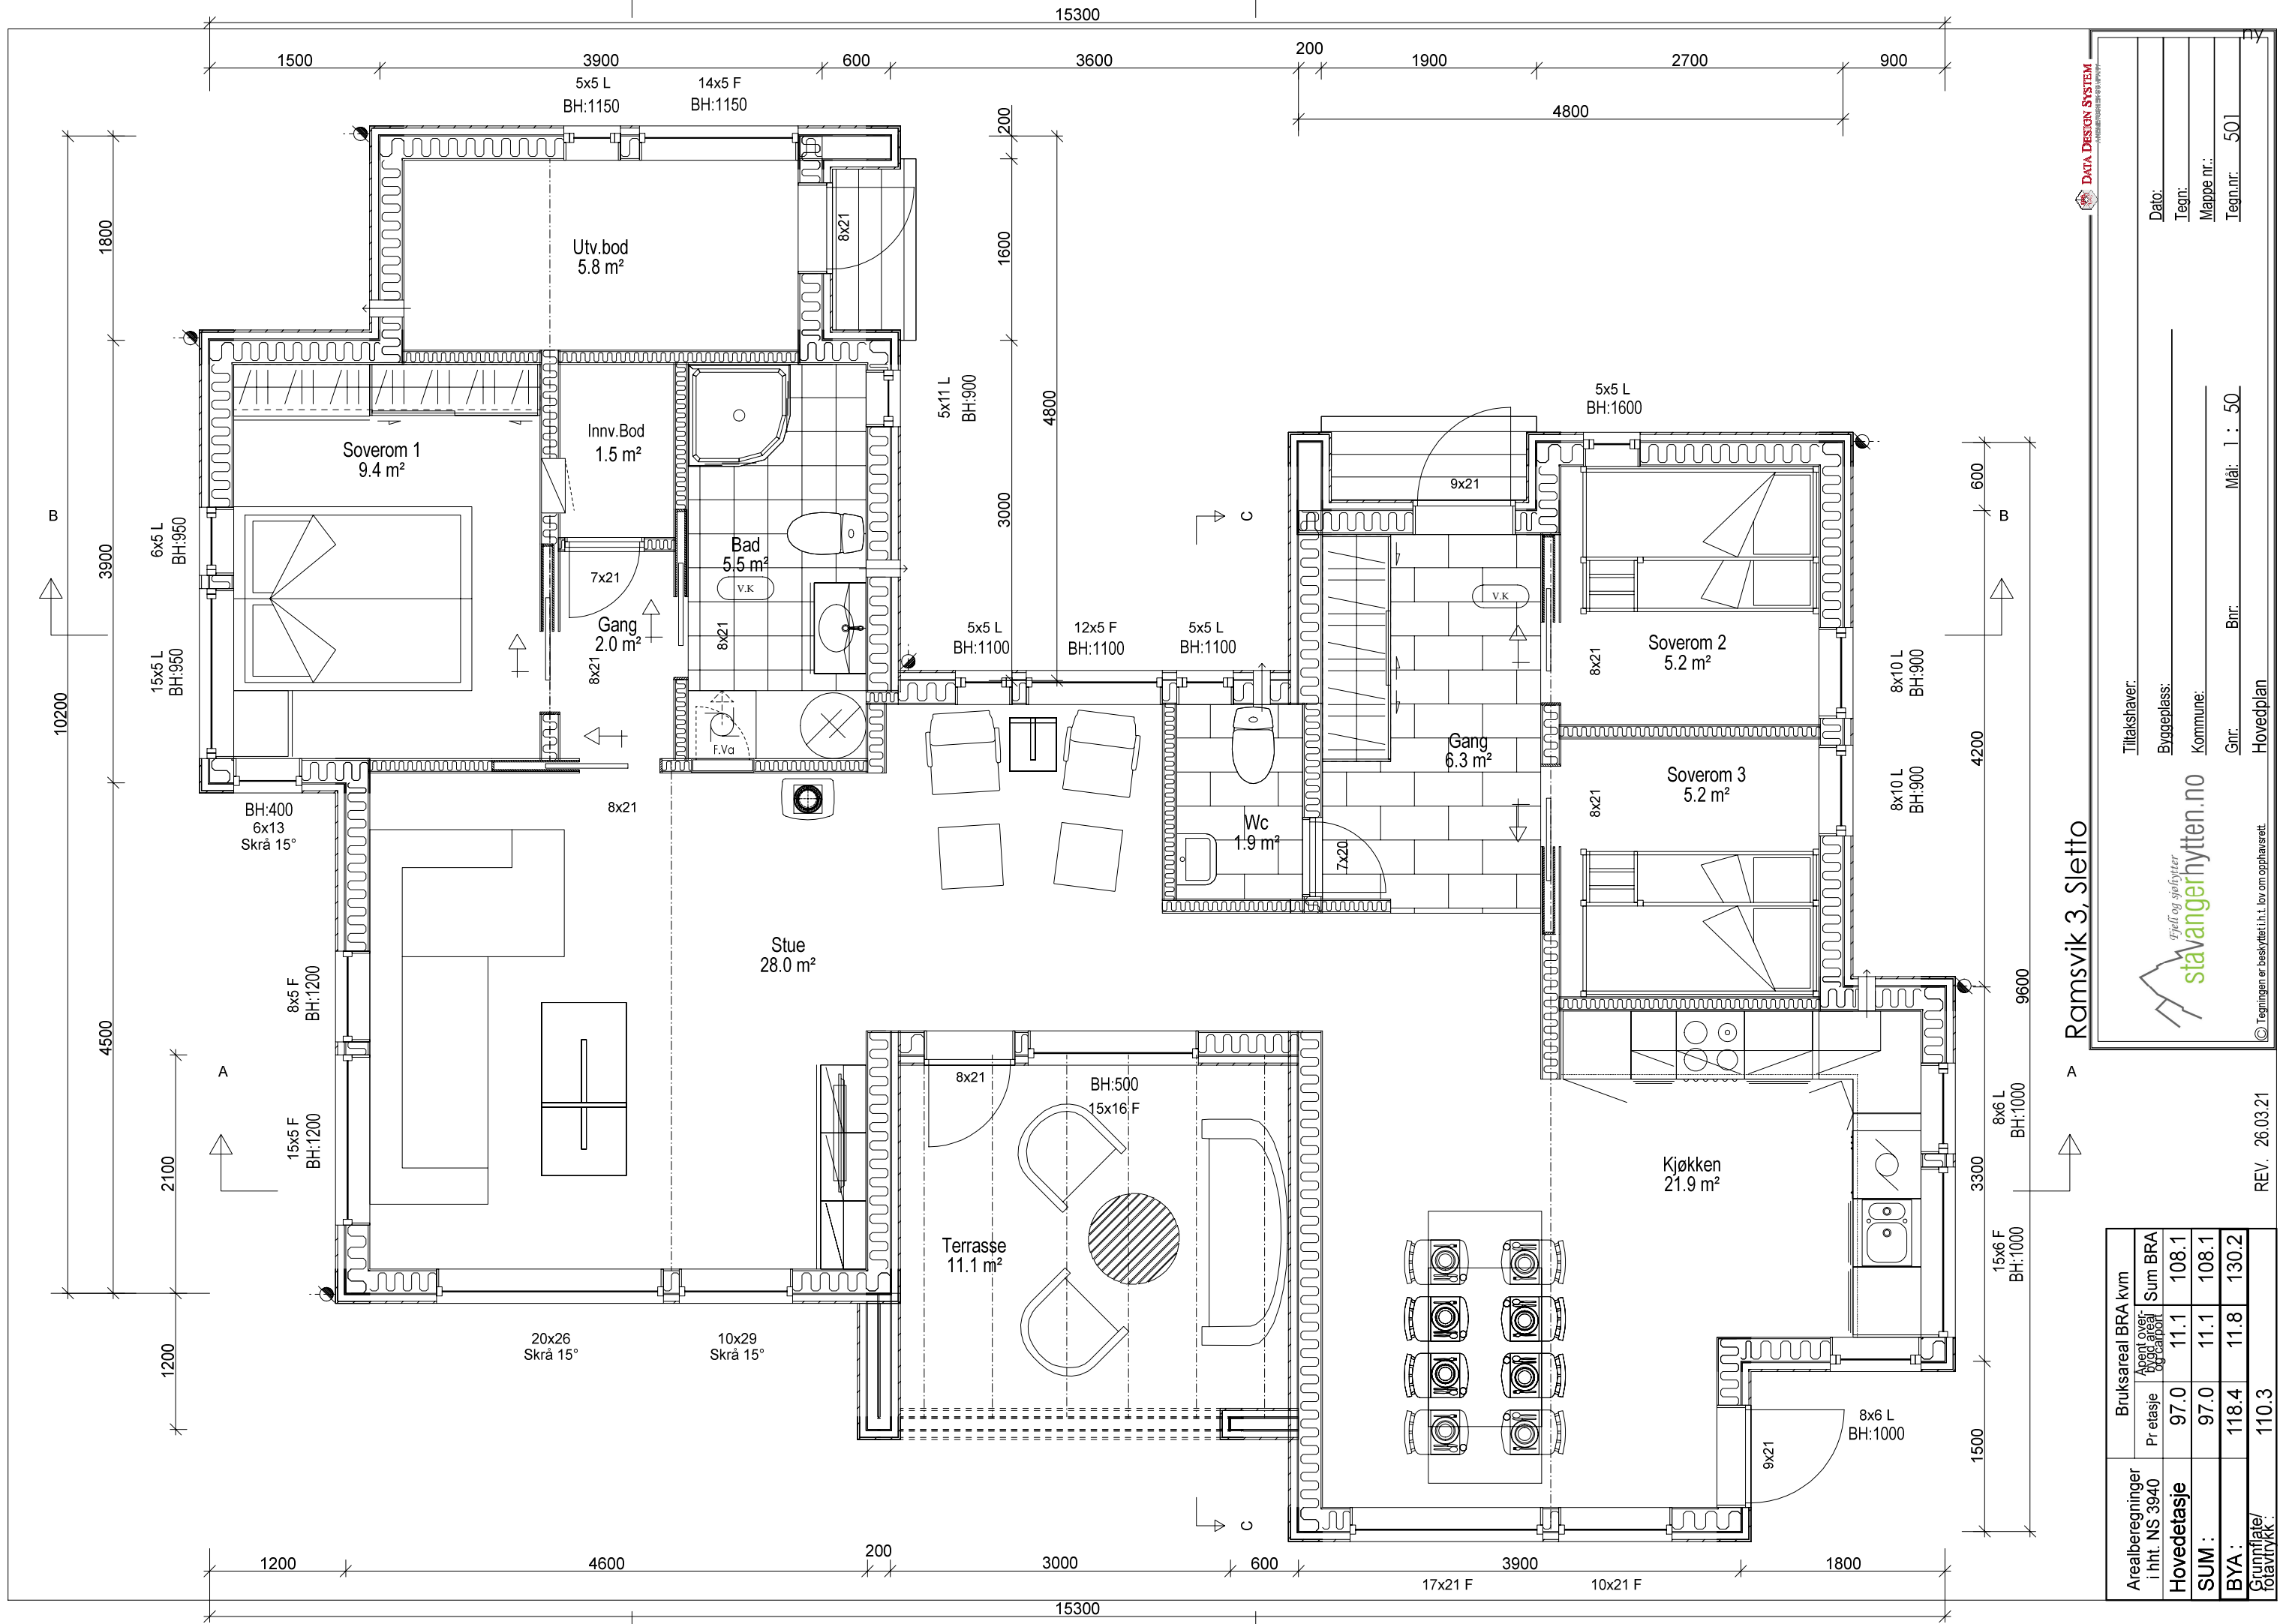 15300
1500
3900
600
3600
200
1900
2700
900
4800
5x5 L
BH:1150
14x5 F
BH:1150
200
1600
3000
4800
1800
3900
10200
4500
2100
1200
Utv.bod
5.8 m²
8x21
5x11 L
BH:900
5x5 L
BH:1600
Soverom 1
9.4 m²
Innv.Bod
1.5 m²
Bad
5.5 m²
V.K
7x21
Gang
2.0 m²
8x21
8x21
F.Va
6x5 L
BH:950
15x5 L
BH:950
B
C
B
5x5 L
BH:1100
12x5 F
BH:1100
5x5 L
BH:1100
9x21
V.K
Soverom 2
5.2 m²
8x21
8x10 L
BH:900
Gang
6.3 m²
Soverom 3
5.2 m²
8x21
8x10 L
BH:900
Wc
1.9 m²
7x20
600
4200
9600
3300
1500
BH:400
6x13
Skrå 15°
8x21
Stue
28.0 m²
8x5 F
BH:1200
15x5 F
BH:1200
A
A
8x21
BH:500
15x16 F
Terrasse
11.1 m²
Kjøkken
21.9 m²
8x6 L
BH:1000
15x6 F
BH:1000
20x26
Skrå 15°
10x29
Skrå 15°
8x6 L
BH:1000
9x21
C
1200
4600
200
3000
600
3900
1800
17x21 F
10x21 F
15300
ny
DATA DESIGN SYSTEM
Dato:
Tegn:
Mappe nr.:
Tegn.nr: 501
Tiltakshaver:
Byggeplass:
Kommune:
Gnr: Bnr: Mål: 1 : 50
Hovedplan
Fjell og sjøhytter
stavangerhytten.no
© Tegningen er beskyttet i.h.t. lov om opphavsrett.
Ramsvik 3, Sletto
REV. 26.03.21
Arealberegninger
i hht. NS 3940
Bruksareal BRA kvm
Pr etasje
Åpent over-
bygd areal
og carport
Sum BRA
Hovedetasje 97.0 11.1 108.1
SUM : 97.0 11.1 108.1
BYA : 118.4 11.8 130.2
Grunnflate/
fotavtrykk : 110.3